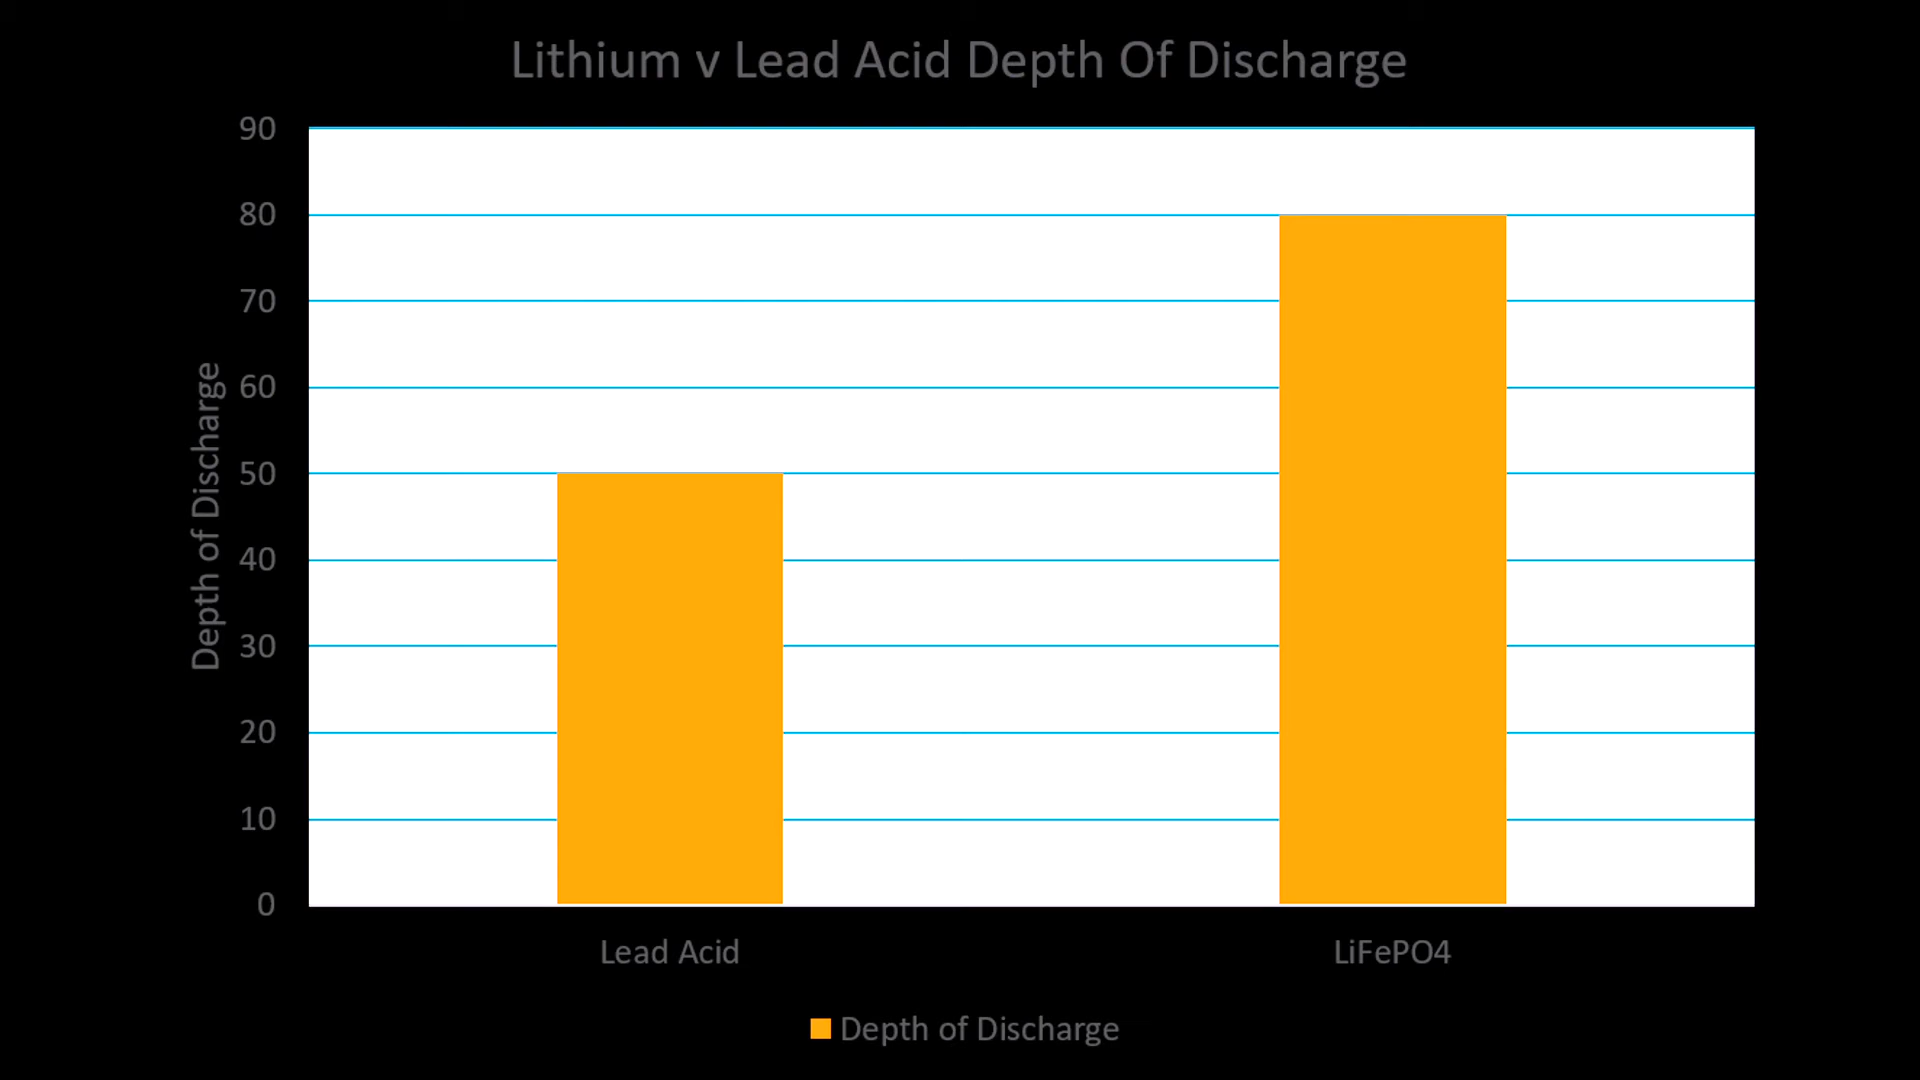 Lithium v Lead Acid Depth Of Discharge
90
80
70
60
50
40
30
20
10
0
Depth of Discharge
Lead Acid
LiFePO4
Depth of Discharge